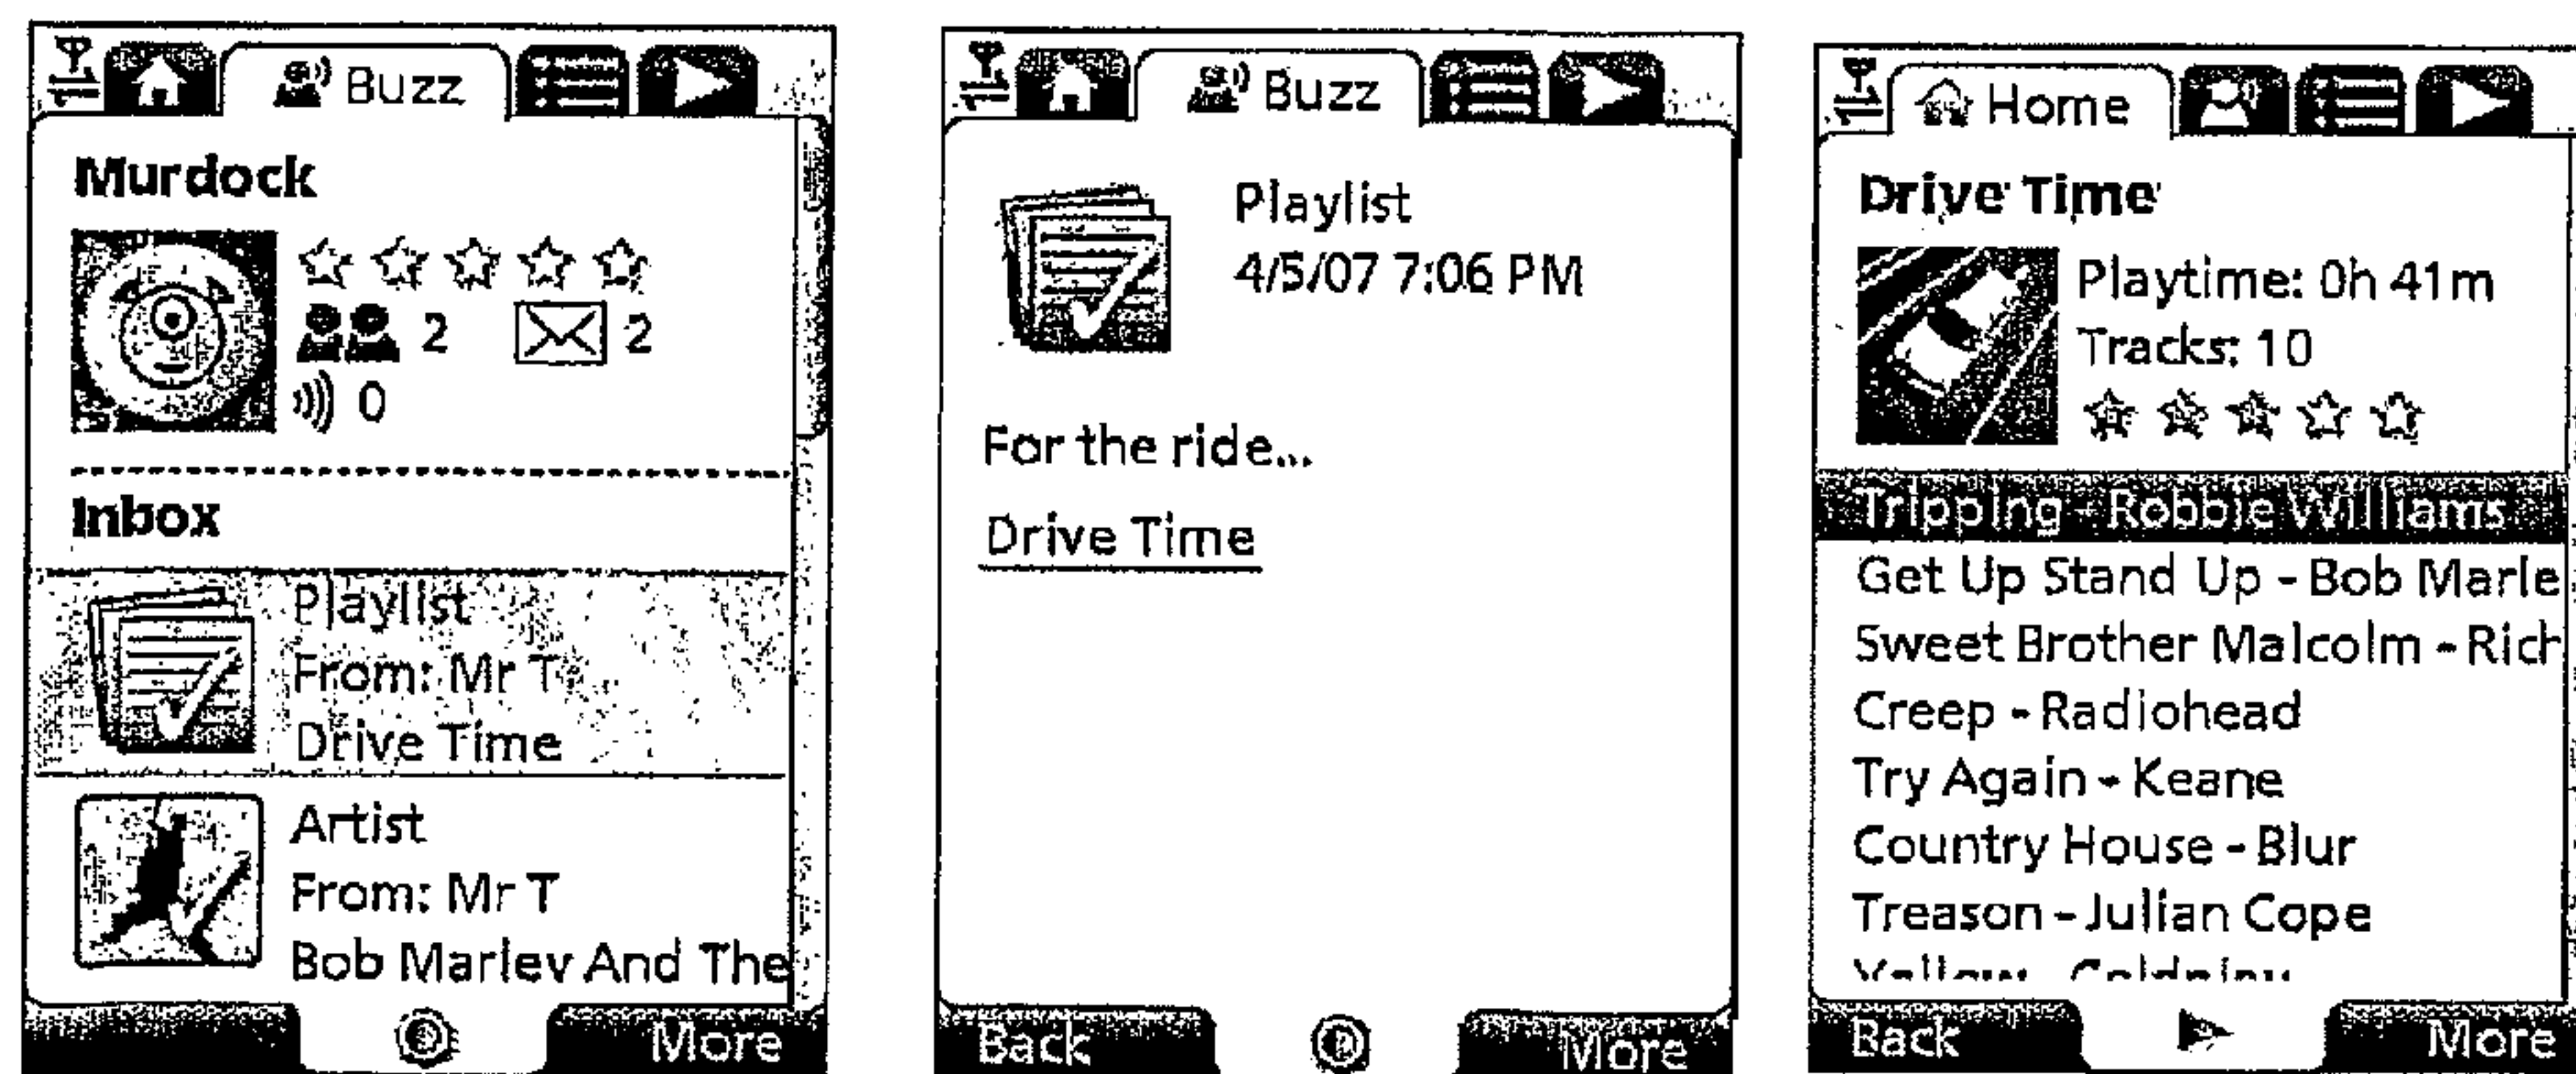 Buzz
Murdock
2 2
0
Inbox
Playlist
From: Mr T
Drive Time
Artist
From: Mr T
Bob Marley And The
More
Buzz
Playlist
4/5/07 7:06 PM
For the ride...
Drive Time
Back More
Home
Drive Time
Playtime: 0h 41m
Tracks: 10
Tripping - Robbie Williams
Get Up Stand Up - Bob Marle
Sweet Brother Malcolm - Rich
Creep - Radiohead
Try Again - Keane
Country House - Blur
Treason - Julian Cope
Yellow - Coldplay
Back More